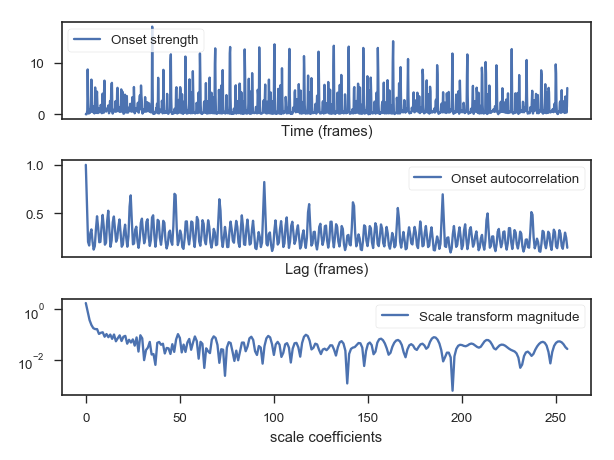 Onset strength
10
0
Time (frames)
1.0
Onset autocorrelation
0.5
Lag (frames)
10^0
Scale transform magnitude
10^−2
0 50 100 150 200 250
scale coefficients